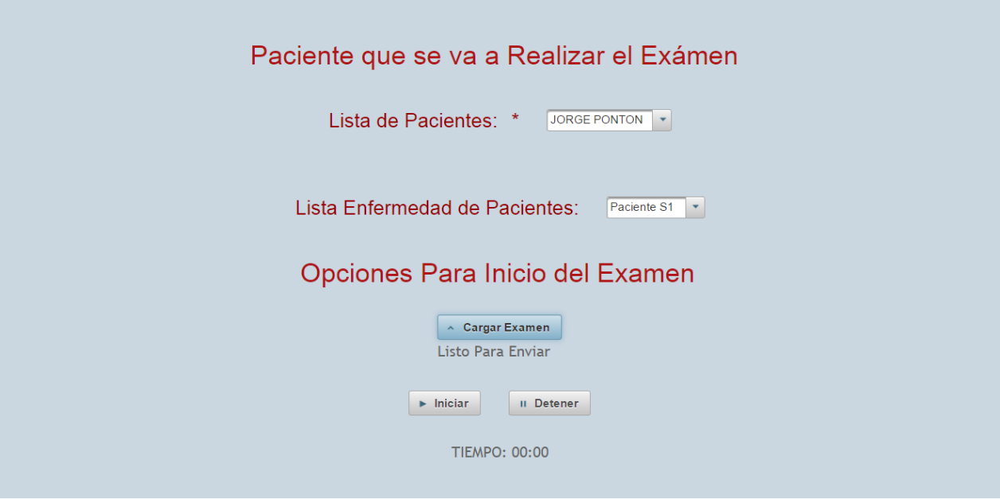 Paciente que se va a Realizar el Exámen
Lista de Pacientes: * JORGE PONTON
Lista Enfermedad de Pacientes: Paciente S1
Opciones Para Inicio del Examen
Cargar Examen
Listo Para Enviar
Iniciar Detener
TIEMPO: 00:00